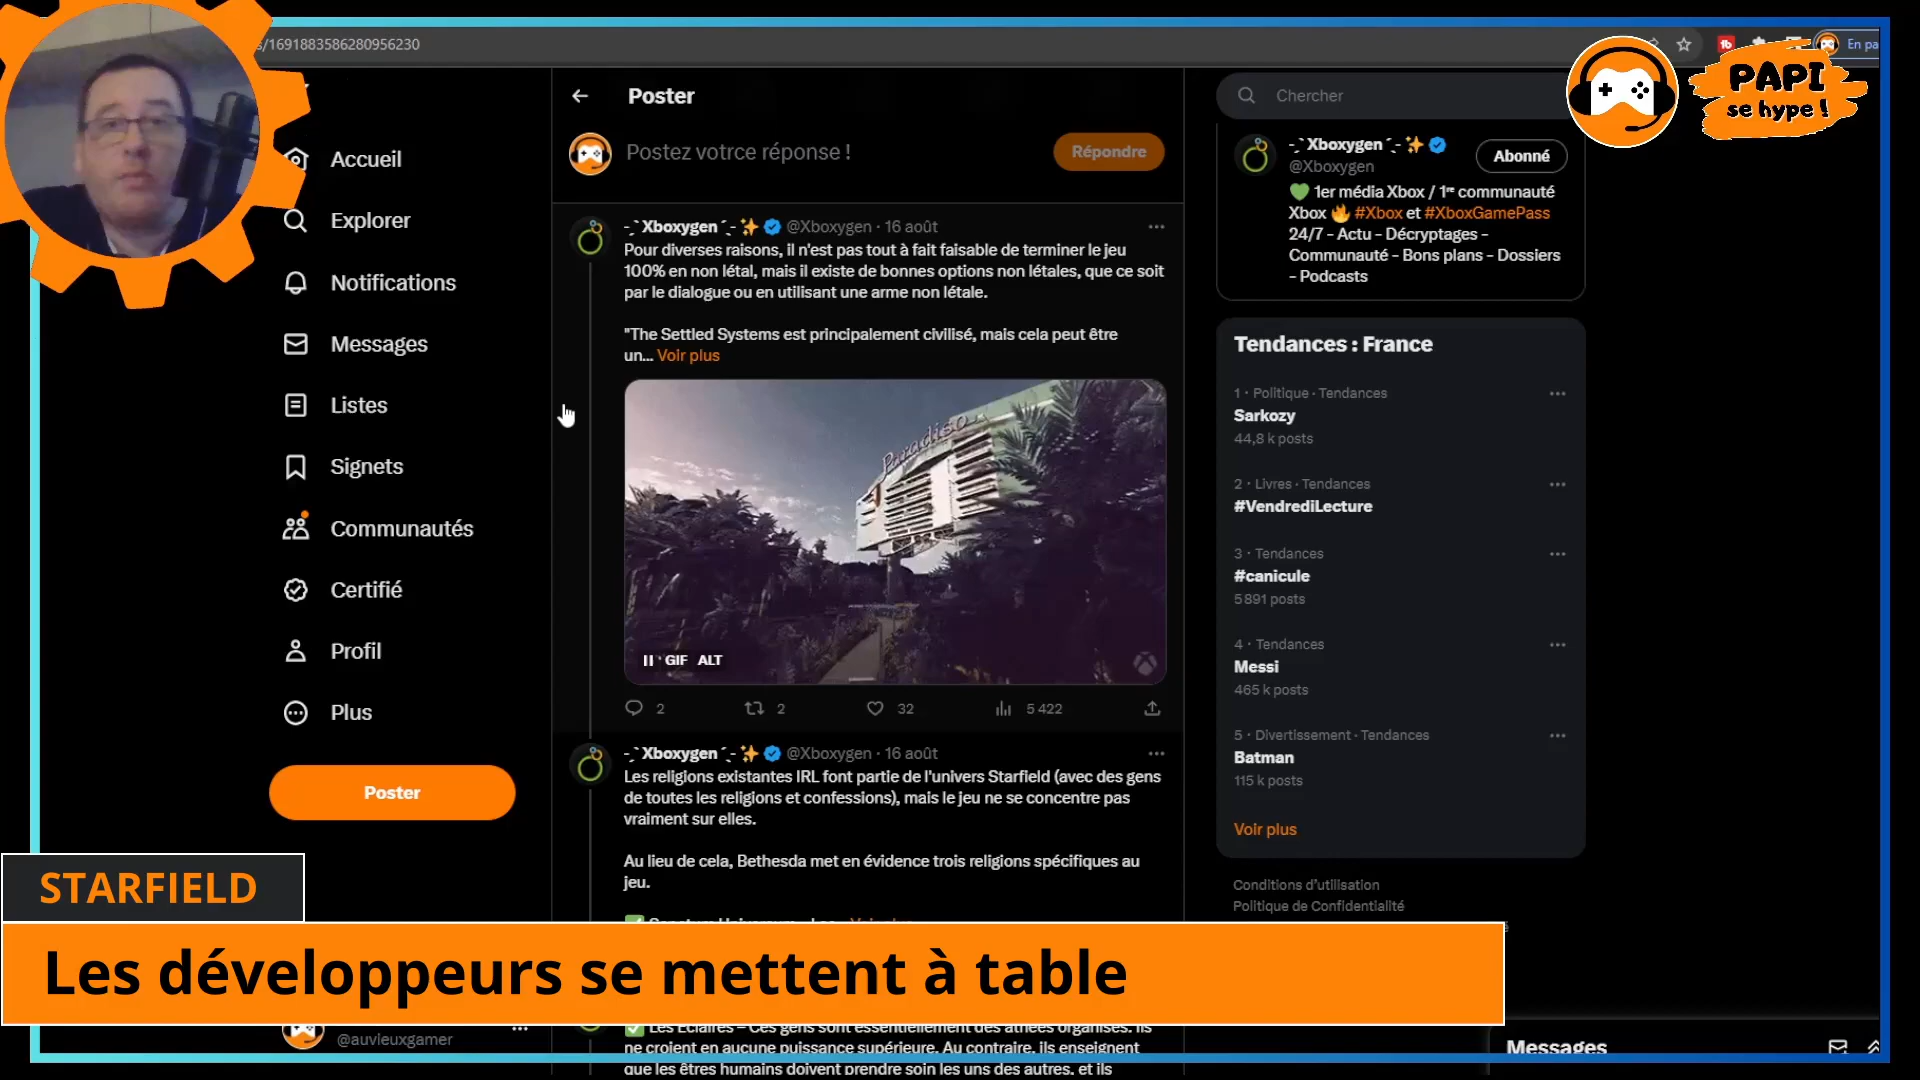 /1691883586280956230
En pa
PAPI
se hype !
Accueil
Explorer
Notifications
Messages
Listes
Signets
Communautés
Certifié
Profil
Plus
Poster
@auvieuxgamer
Poster
Postez votrce réponse !
Répondre
Xboxygen @Xboxygen · 16 août
Pour diverses raisons, il n'est pas tout à fait faisable de terminer le jeu
100% en non létal, mais il existe de bonnes options non létales, que ce soit
par le dialogue ou en utilisant une arme non létale.
"The Settled Systems est principalement civilisé, mais cela peut être
un... Voir plus
Paradiso
GIF ALT
2 2 32 5 422
Xboxygen @Xboxygen · 16 août
Les religions existantes IRL font partie de l'univers Starfield (avec des gens
de toutes les religions et confessions), mais le jeu ne se concentre pas
vraiment sur elles.
Au lieu de cela, Bethesda met en évidence trois religions spécifiques au
jeu.
✅ Les Éclairés – Ces gens sont essentiellement des athées organisés. Ils
ne croient en aucune puissance supérieure. Au contraire, ils enseignent
que les êtres humains doivent prendre soin les uns des autres, et ils
Chercher
Xboxygen
@Xboxygen
Abonné
💚 1er média Xbox / 1ʳᵉ communauté
Xbox 🔥 #Xbox et #XboxGamePass
24/7 - Actu - Décryptages -
Communauté - Bons plans - Dossiers
- Podcasts
Tendances : France
1 · Politique · Tendances
Sarkozy
44,8 k posts
2 · Livres · Tendances
#VendrediLecture
3 · Tendances
#canicule
5 891 posts
4 · Tendances
Messi
465 k posts
5 · Divertissement · Tendances
Batman
115 k posts
Voir plus
Conditions d'utilisation
Politique de Confidentialité
Messages
STARFIELD
Les développeurs se mettent à table